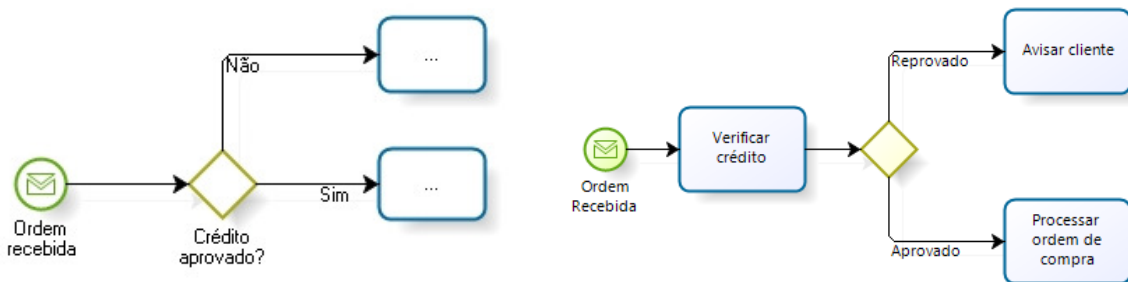 Não
...
Sim
...
Ordem
recebida
Crédito
aprovado?
Reprovado
Avisar cliente
Verificar
crédito
Ordem
Recebida
Aprovado
Processar
ordem de
compra